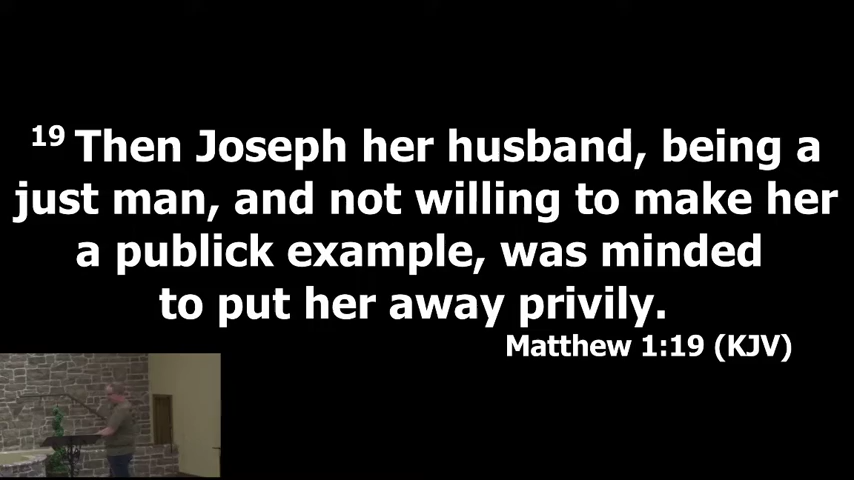 19 Then Joseph her husband, being a
just man, and not willing to make her
a publick example, was minded
to put her away privily.
Matthew 1:19 (KJV)